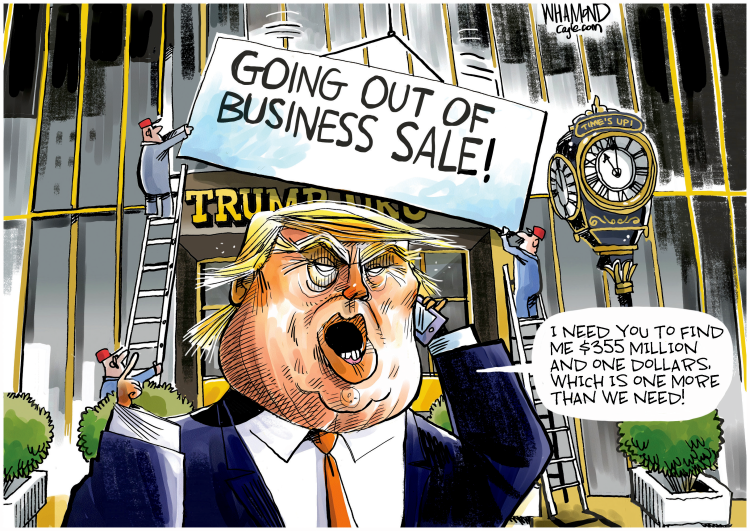 WHAMOND
cagle.com
GOING OUT OF
BUSINESS SALE!
TIME'S UP!
TRUMP
I NEED YOU TO FIND
ME $355 MILLION
AND ONE DOLLARS,
WHICH IS ONE MORE
THAN WE NEED!